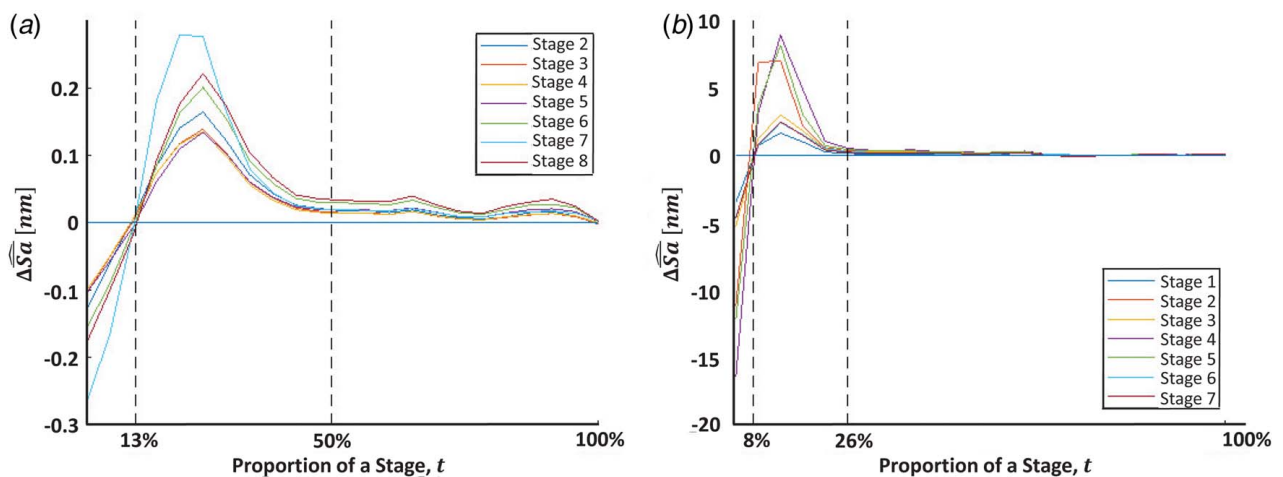 (a)
0.2
0.1
0
-0.1
-0.2
-0.3
ΔSa [nm]
Stage 2
Stage 3
Stage 4
Stage 5
Stage 6
Stage 7
Stage 8
13%
50%
100%
Proportion of a Stage, t
(b)
10
5
0
-5
-10
-15
-20
ΔSa [nm]
Stage 1
Stage 2
Stage 3
Stage 4
Stage 5
Stage 6
Stage 7
8%
26%
100%
Proportion of a Stage, t